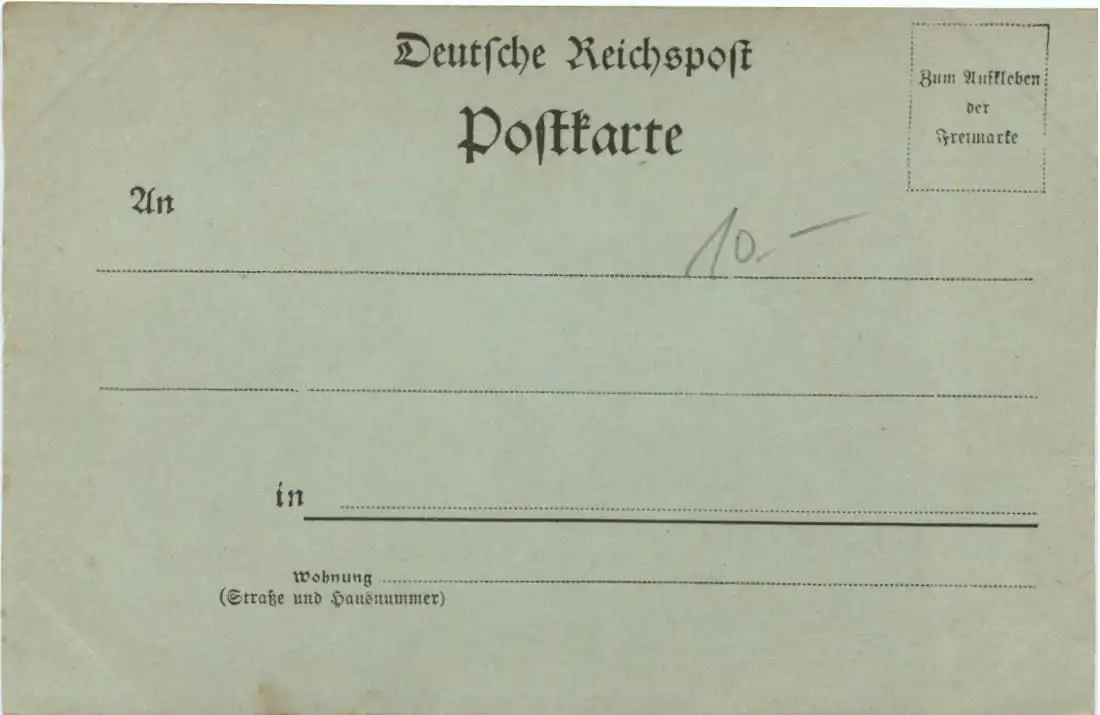 Deutſche Reichspoſt
Poſtkarte
Zum Aufkleben
der
Freimarke
An
10.-
in
Wohnung
(Straße und Hausnummer)